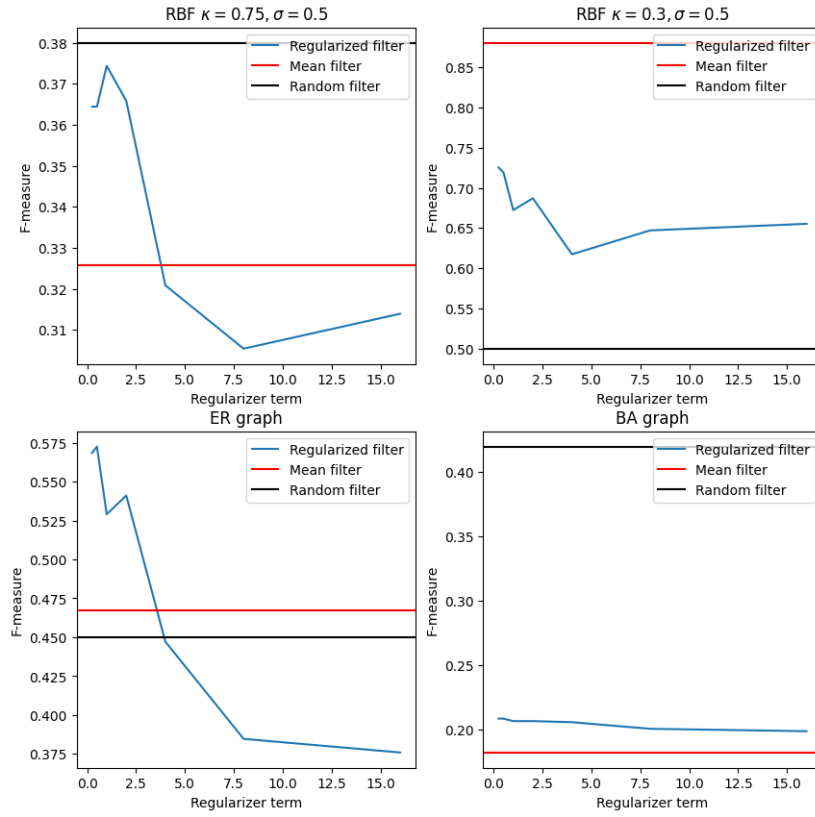 RBF κ = 0.75, σ = 0.5
F-measure
0.38
0.37
0.36
0.35
0.34
0.33
0.32
0.31
Regularized filter
Mean filter
Random filter
0.0 2.5 5.0 7.5 10.0 12.5 15.0
Regularizer term
RBF κ = 0.3, σ = 0.5
F-measure
0.85
0.80
0.75
0.70
0.65
0.60
0.55
0.50
Regularized filter
Mean filter
Random filter
0.0 2.5 5.0 7.5 10.0 12.5 15.0
Regularizer term
ER graph
F-measure
0.575
0.550
0.525
0.500
0.475
0.450
0.425
0.400
0.375
Regularized filter
Mean filter
Random filter
0.0 2.5 5.0 7.5 10.0 12.5 15.0
Regularizer term
BA graph
F-measure
0.40
0.35
0.30
0.25
0.20
Regularized filter
Mean filter
Random filter
0.0 2.5 5.0 7.5 10.0 12.5 15.0
Regularizer term